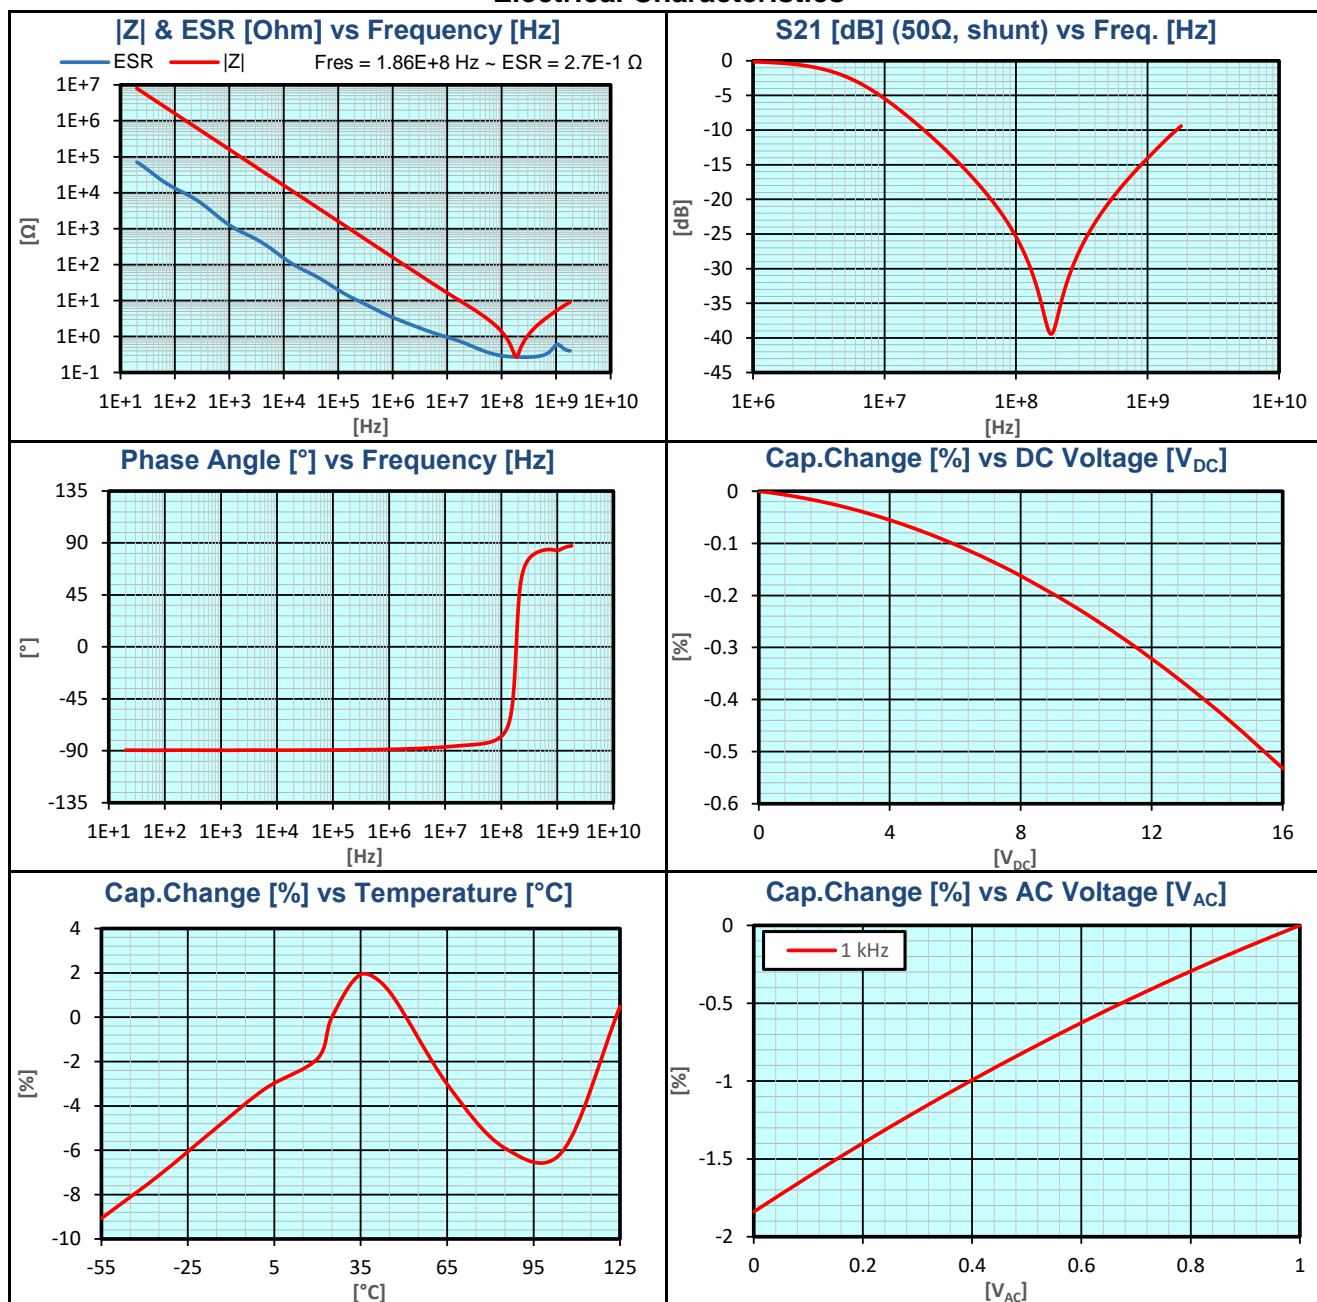 Electrical Characteristics
|Z| & ESR [Ohm] vs Frequency [Hz]
ESR |Z| Fres = 1.86E+8 Hz ~ ESR = 2.7E-1 Ω
1E+7
1E+6
1E+5
1E+4
1E+3
1E+2
1E+1
1E+0
1E-1
[Ω]
1E+1 1E+2 1E+3 1E+4 1E+5 1E+6 1E+7 1E+8 1E+9 1E+10
[Hz]
S21 [dB] (50Ω, shunt) vs Freq. [Hz]
0
-5
-10
-15
-20
-25
-30
-35
-40
-45
[dB]
1E+6 1E+7 1E+8 1E+9 1E+10
[Hz]
Phase Angle [°] vs Frequency [Hz]
135
90
45
0
-45
-90
-135
[°]
1E+1 1E+2 1E+3 1E+4 1E+5 1E+6 1E+7 1E+8 1E+9 1E+10
[Hz]
Cap.Change [%] vs DC Voltage [VDC]
0
-0.1
-0.2
-0.3
-0.4
-0.5
-0.6
[%]
0 4 8 12 16
[VDC]
Cap.Change [%] vs Temperature [°C]
4
2
0
-2
-4
-6
-8
-10
[%]
-55 -25 5 35 65 95 125
[°C]
Cap.Change [%] vs AC Voltage [VAC]
1 kHz
0
-0.5
-1
-1.5
-2
[%]
0 0.2 0.4 0.6 0.8 1
[VAC]